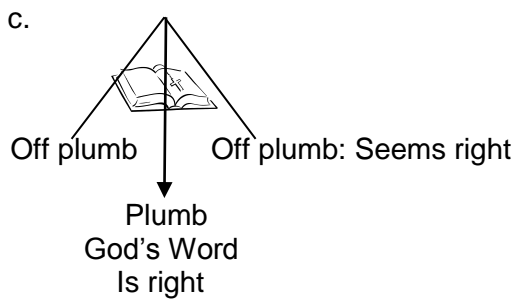 c.
Off plumb Off plumb: Seems right
Plumb
God's Word
Is right